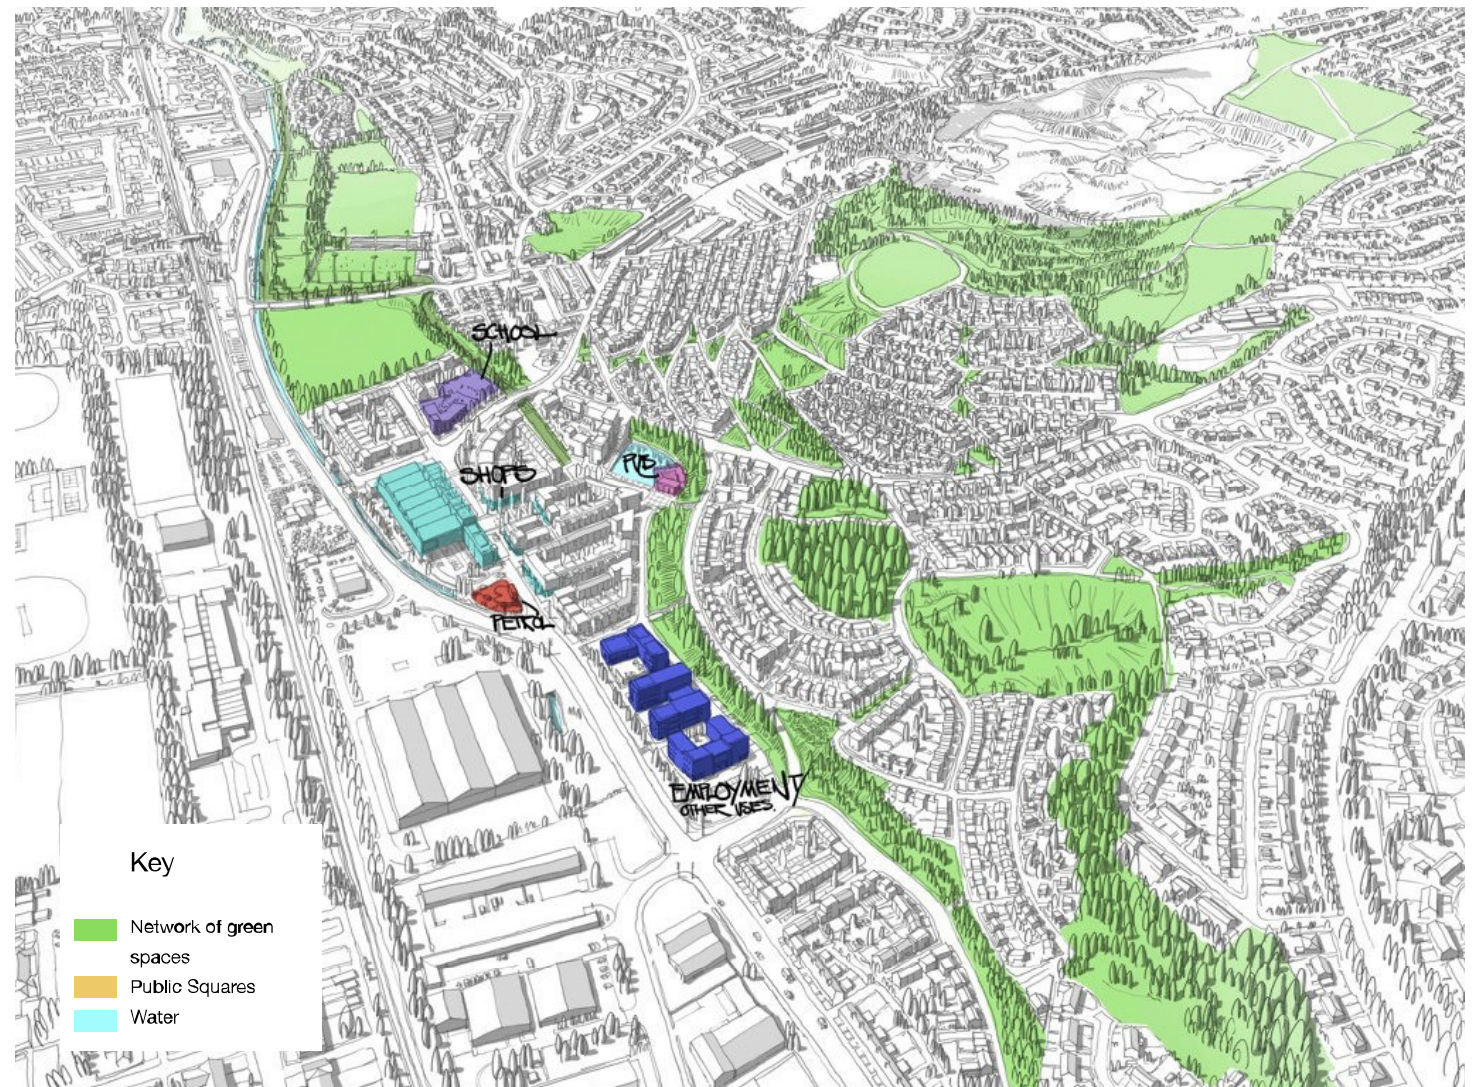 SCHOOL
SHOPS
PUB
PETROL
EMPLOYMENT
OTHER USES.
Key
Network of green
spaces
Public Squares
Water